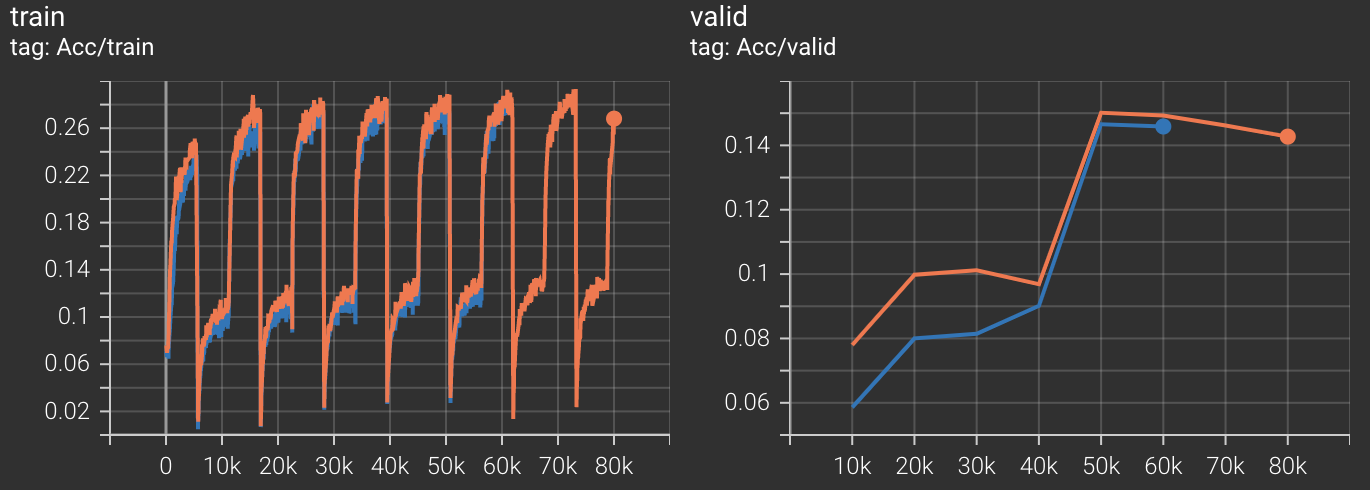 train
tag: Acc/train
0.26
0.22
0.18
0.14
0.1
0.06
0.02
0 10k 20k 30k 40k 50k 60k 70k 80k
valid
tag: Acc/valid
0.14
0.12
0.1
0.08
0.06
10k 20k 30k 40k 50k 60k 70k 80k